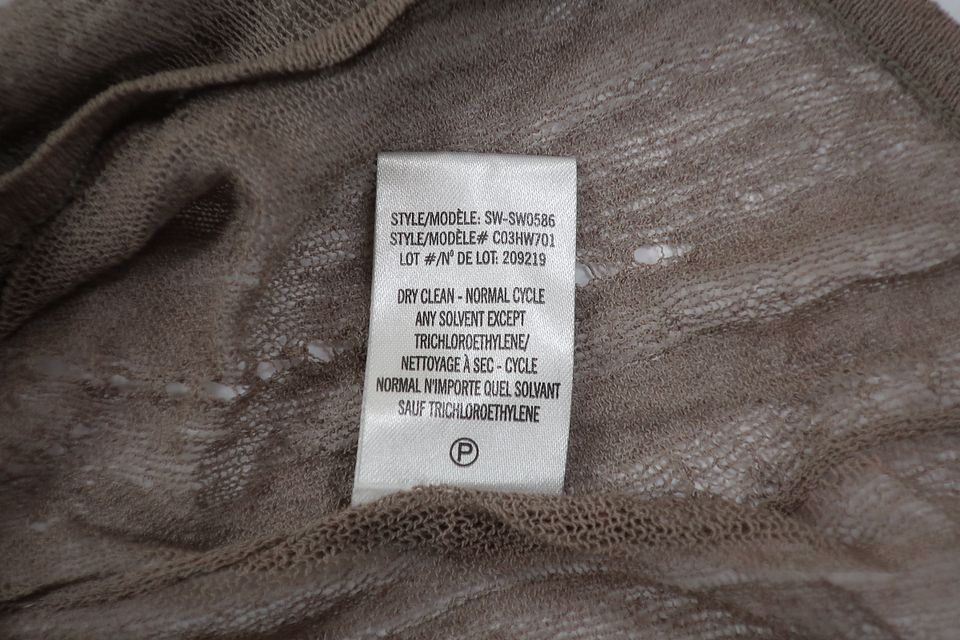 STYLE/MODÈLE: SW-SW0586
STYLE/MODÈLE# C03HW701
LOT #/N° DE LOT: 209219
DRY CLEAN - NORMAL CYCLE
ANY SOLVENT EXCEPT
TRICHLOROETHYLENE/
NETTOYAGE À SEC - CYCLE
NORMAL N'IMPORTE QUEL SOLVANT
SAUF TRICHLOROETHYLENE
P